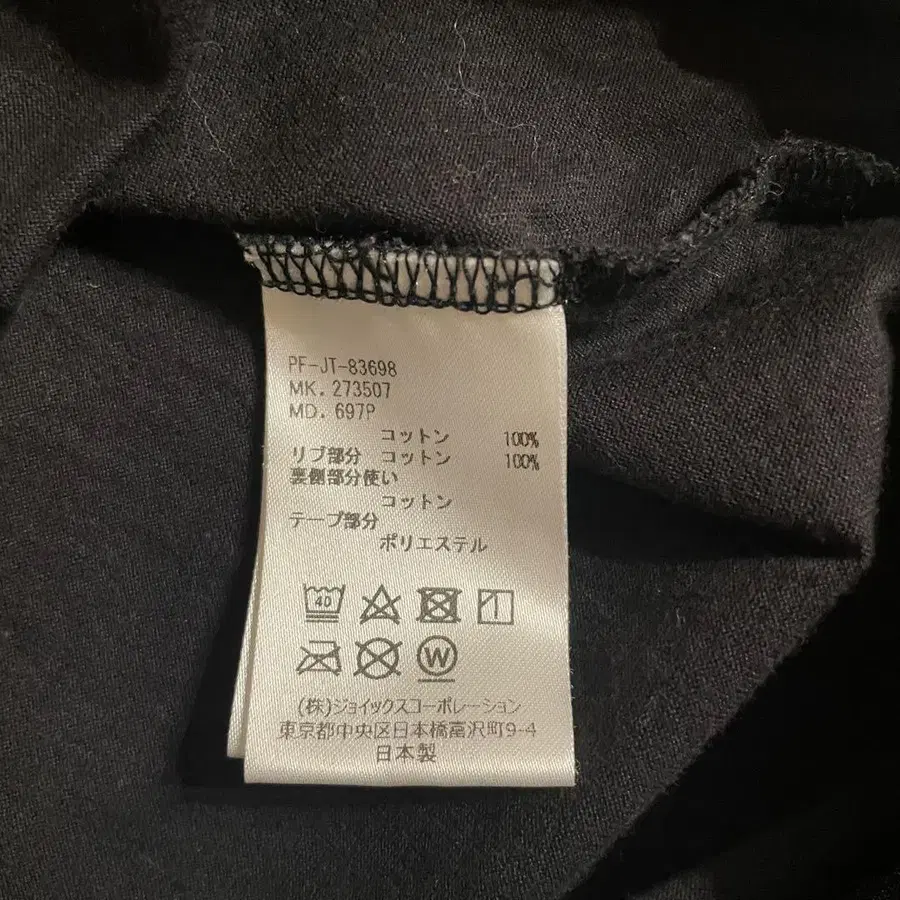 PF-JT-83698
MK. 273507
MD. 697P
コットン 100%
リブ部分 コットン 100%
裏側部分使い
コットン
テープ部分
ポリエステル
40
W
(株)ジョイックスコーポレーション
東京都中央区日本橋富沢町9-4
日本製